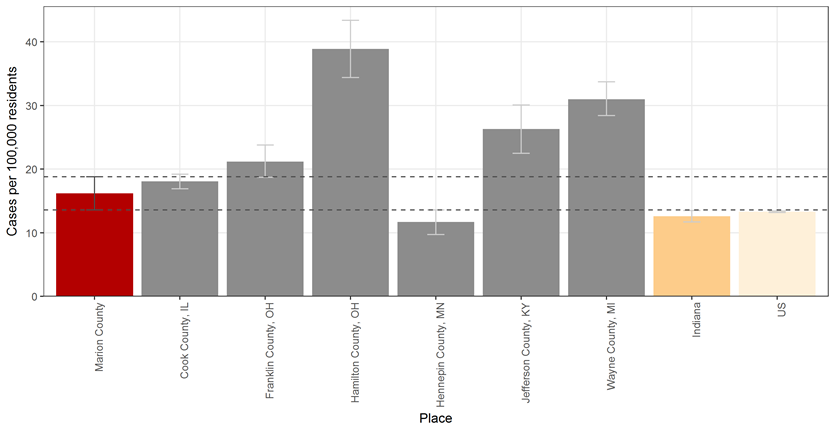 Cases per 100,000 residents
40
30
20
10
0
Marion County
Cook County, IL
Franklin County, OH
Hamilton County, OH
Hennepin County, MN
Jefferson County, KY
Wayne County, MI
Indiana
US
Place